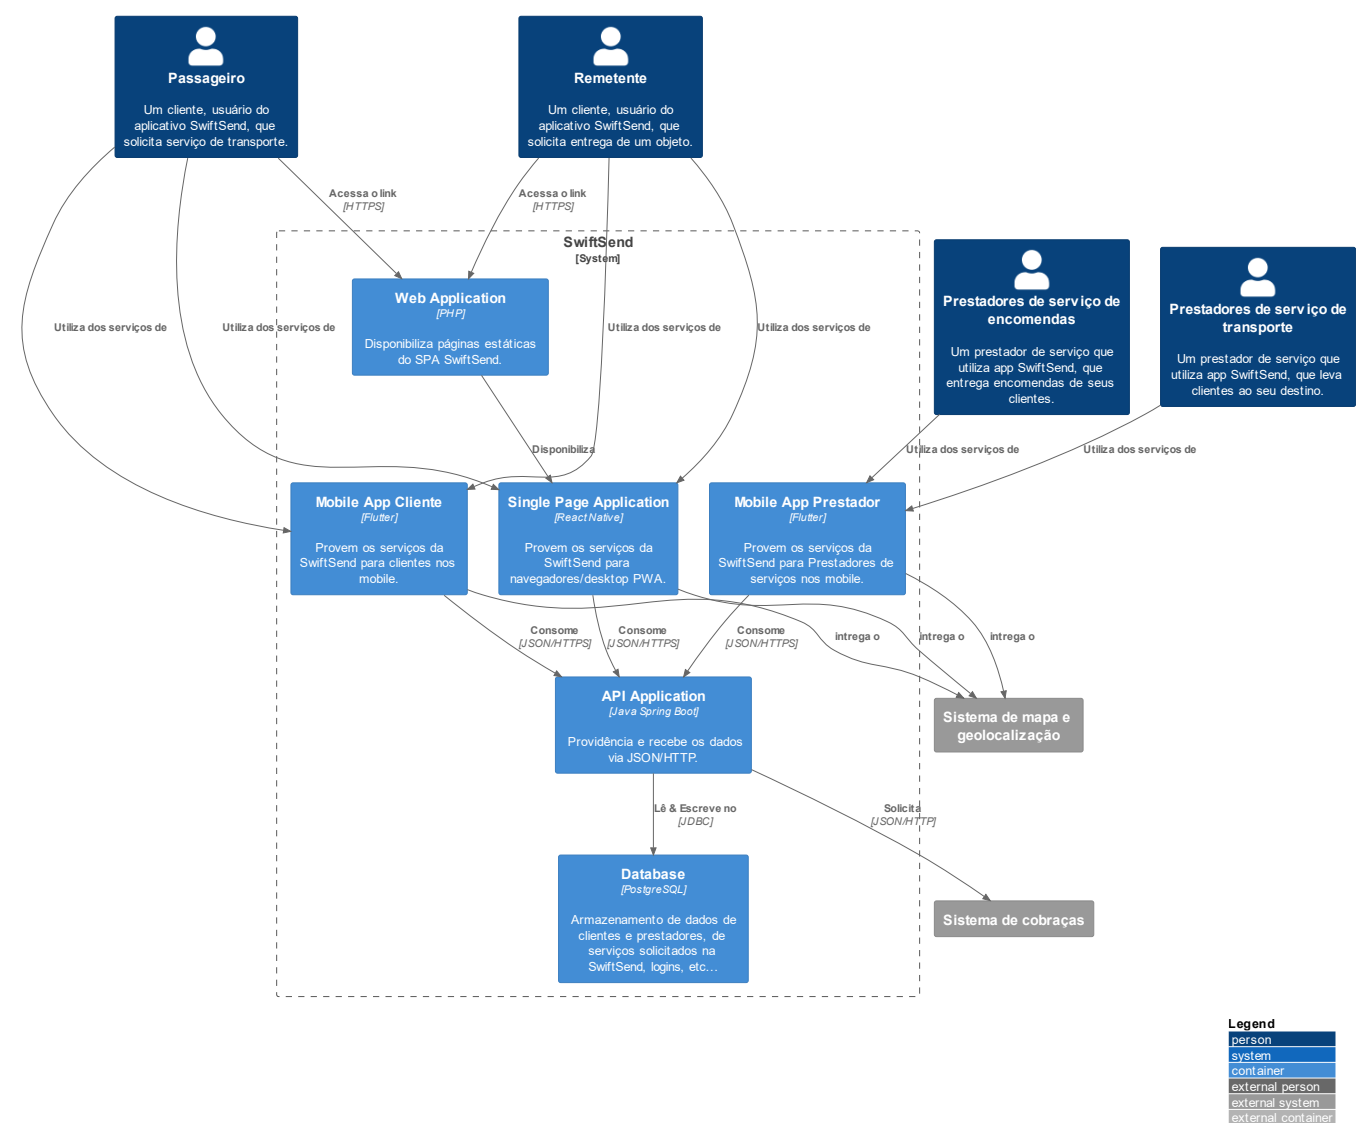 Passageiro
Um cliente, usuário do
aplicativo SwiftSend, que
solicita serviço de transporte.
Remetente
Um cliente, usuário do
aplicativo SwiftSend, que
solicita entrega de um objeto.
Acessa o link
[HTTPS]
Acessa o link
[HTTPS]
SwiftSend
[System]
Web Application
[PHP]
Disponibiliza páginas estáticas
do SPA SwiftSend.
Prestadores de serviço de
encomendas
Um prestador de serviço que
utiliza app SwiftSend, que
entrega encomendas de seus
clientes.
Prestadores de serviço de
transporte
Um prestador de serviço que
utiliza app SwiftSend, que leva
clientes ao seu destino.
Utiliza dos serviços de
Utiliza dos serviços de
Utiliza dos serviços de
Utiliza dos serviços de
Disponibiliza
Utiliza dos serviços de
Utiliza dos serviços de
Mobile App Cliente
[Flutter]
Provem os serviços da
SwiftSend para clientes nos
mobile.
Single Page Application
[React Native]
Provem os serviços da
SwiftSend para
navegadores/desktop PWA.
Mobile App Prestador
[Flutter]
Provem os serviços da
SwiftSend para Prestadores de
serviços nos mobile.
Consome
[JSON/HTTPS]
Consome
[JSON/HTTPS]
Consome
[JSON/HTTPS]
intrega o
intrega o
intrega o
API Application
[Java Spring Boot]
Providência e recebe os dados
via JSON/HTTP.
Sistema de mapa e
geolocalização
Lê & Escreve no
[JDBC]
Solicita
[JSON/HTTP]
Database
[PostgreSQL]
Armazenamento de dados de
clientes e prestadores, de
serviços solicitados na
SwiftSend, logins, etc...
Sistema de cobraças
Legend
person
system
container
external person
external system
external container